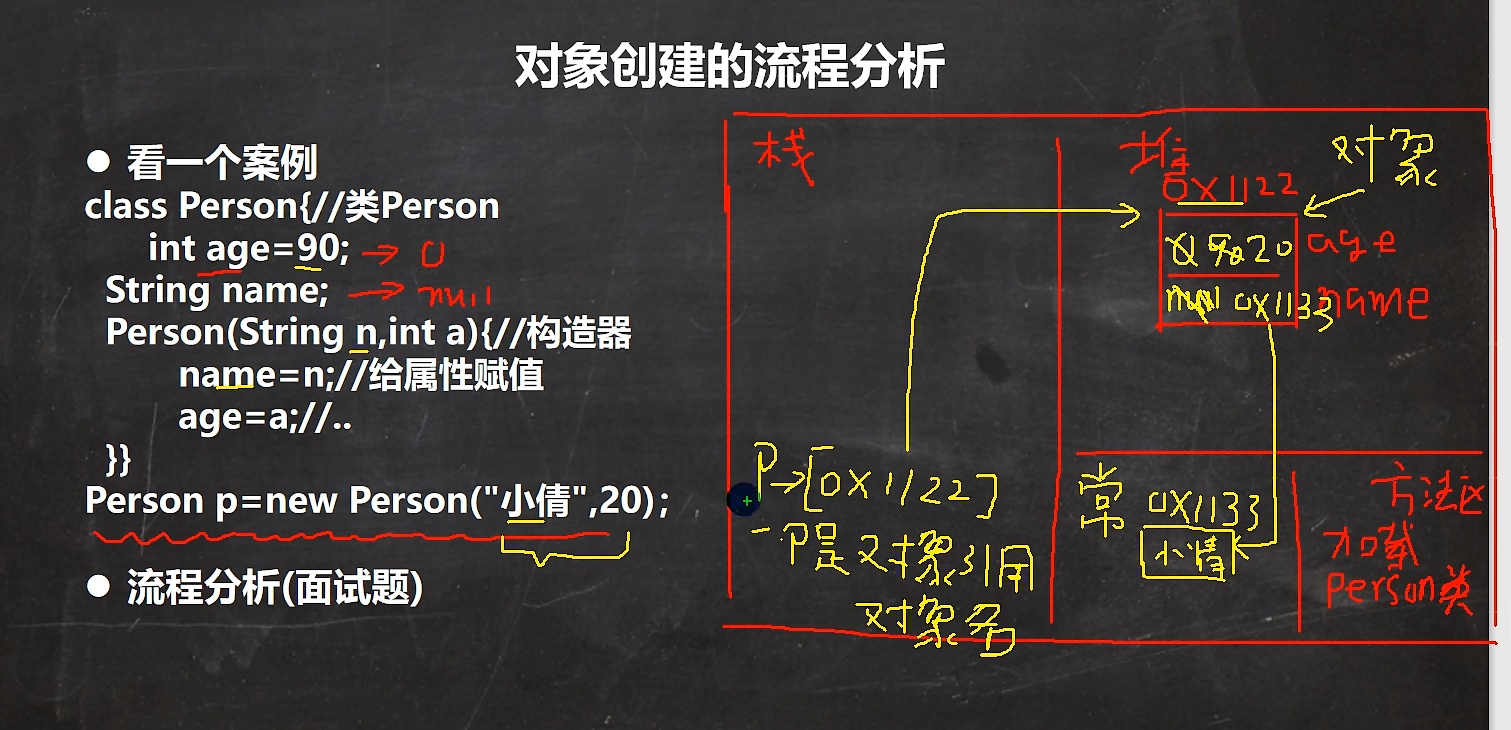 对象创建的流程分析
● 看一个案例
class Person{//类Person
int age=90; → 0
String name; → null
Person(String n,int a){//构造器
name=n;//给属性赋值
age=a;//..
}}
Person p=new Person("小倩",20);
● 流程分析(面试题)
栈
堆
对象
0x1122
90 20 age
null 0x1133 name
p→[0x1122]
一p是对象引用
对象名
常
0x1133
小倩
方法区
加载
Person类